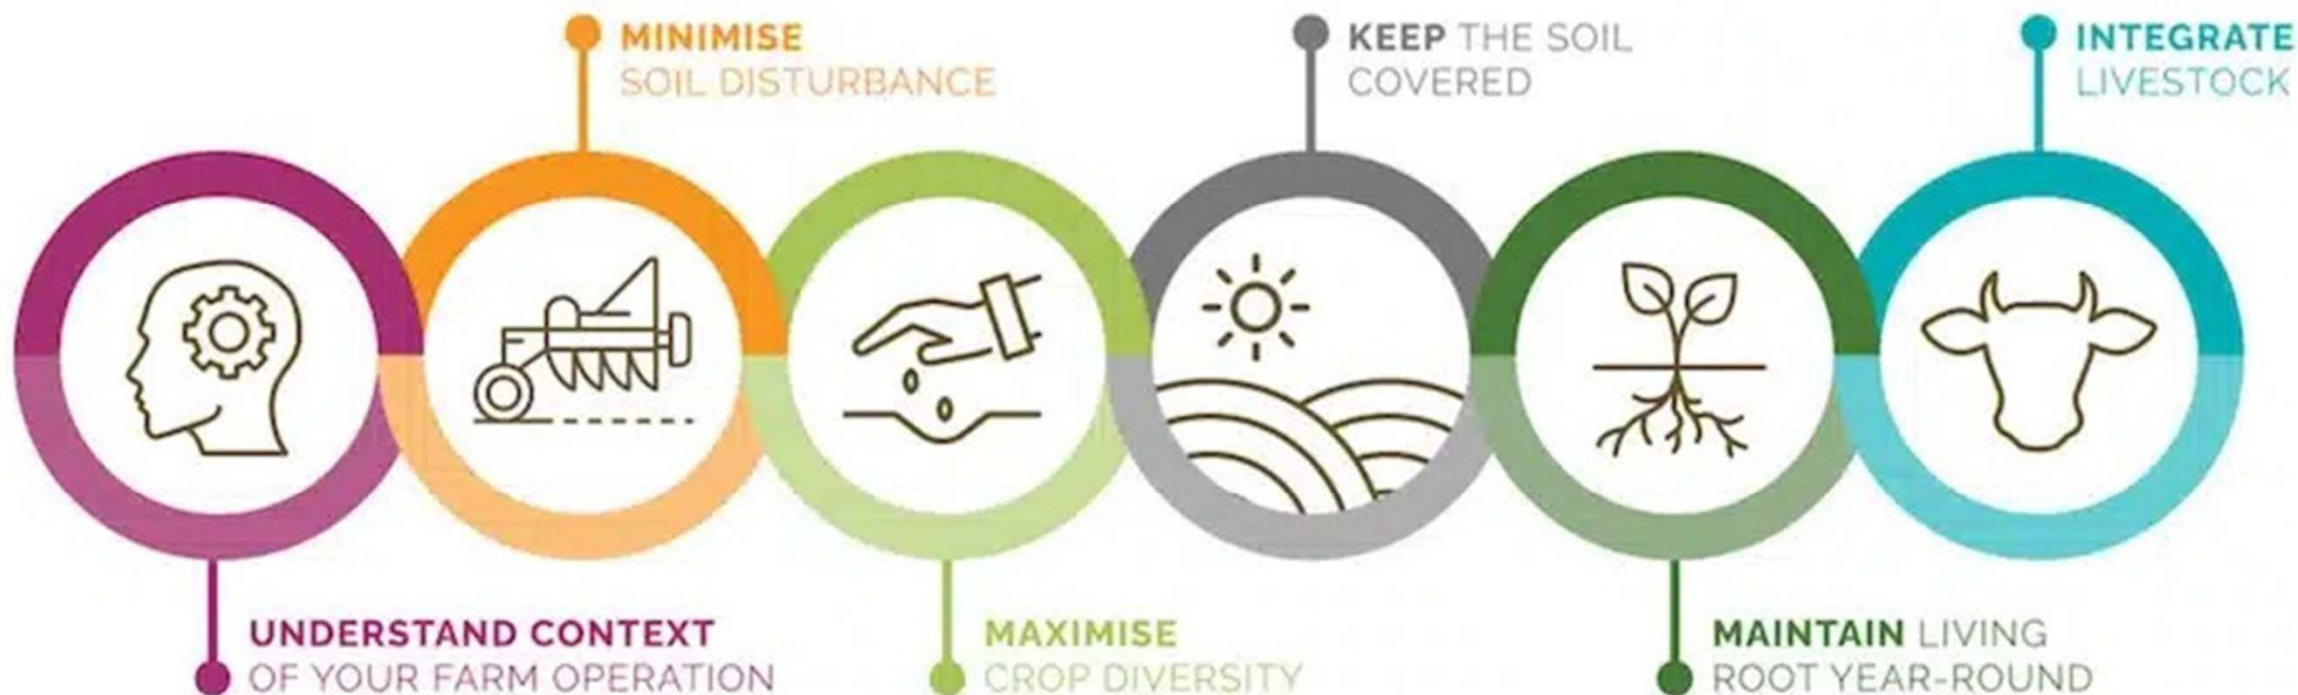 MINIMISE
SOIL DISTURBANCE
KEEP THE SOIL
COVERED
INTEGRATE
LIVESTOCK
UNDERSTAND CONTEXT
OF YOUR FARM OPERATION
MAXIMISE
CROP DIVERSITY
MAINTAIN LIVING
ROOT YEAR-ROUND